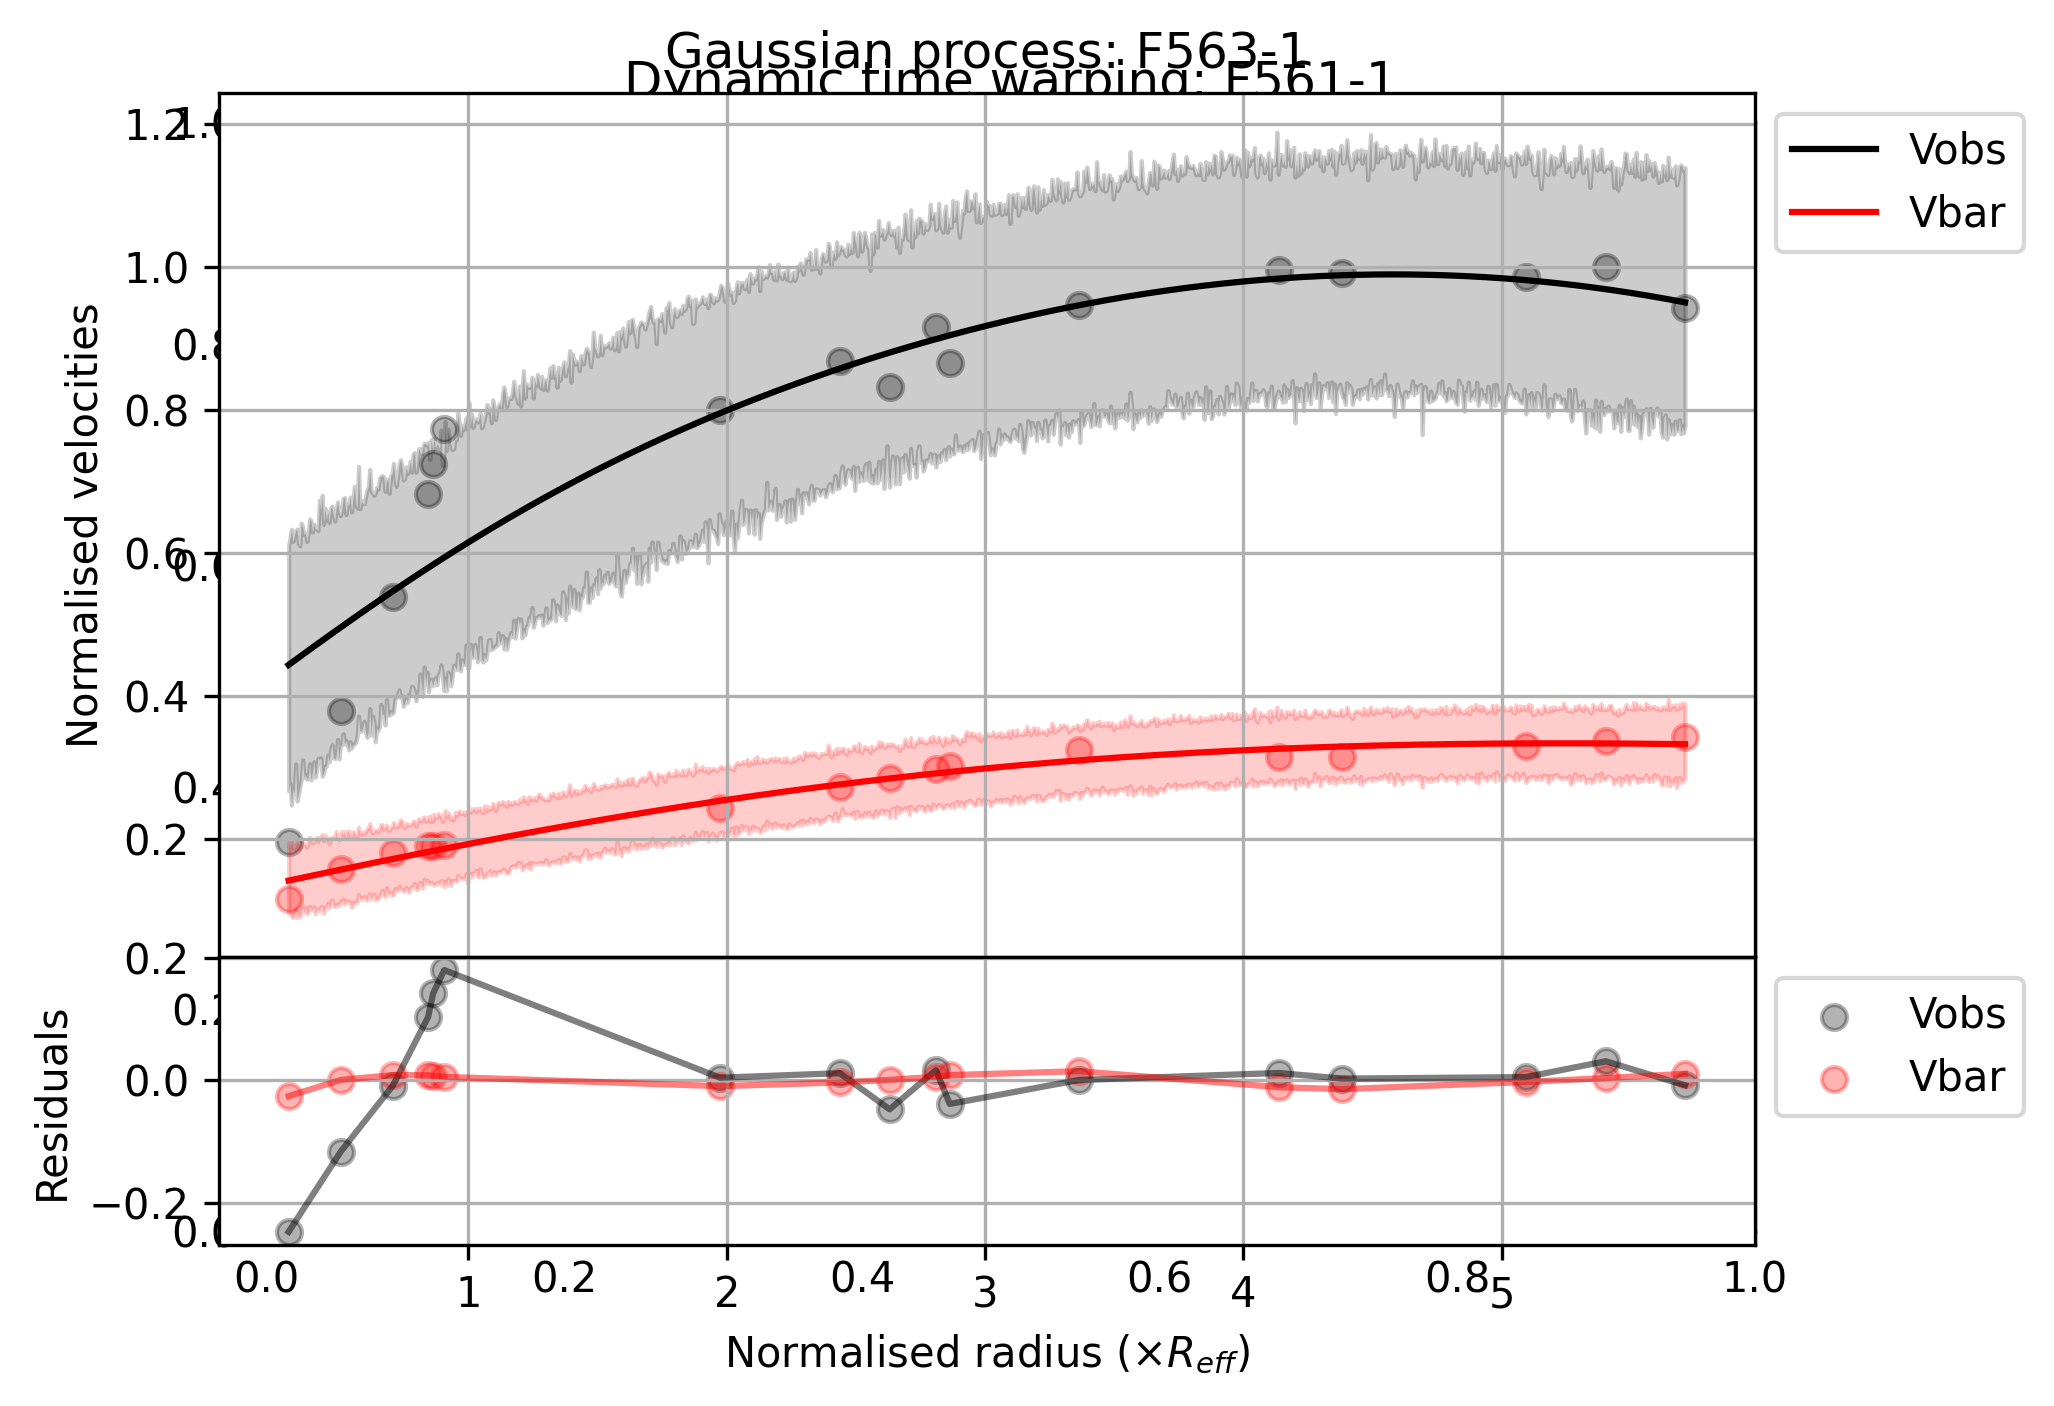 Gaussian process: F563-1
Dynamic time warping: F561-1
1.2
1.0
0.8
0.6
0.4
0.2
Normalised velocities
Vobs
Vbar
0.2
0.0
−0.2
Residuals
Vobs
Vbar
0.0 0.2 0.4 0.6 0.8 1.0
1 2 3 4 5
Normalised radius (×R_eff)